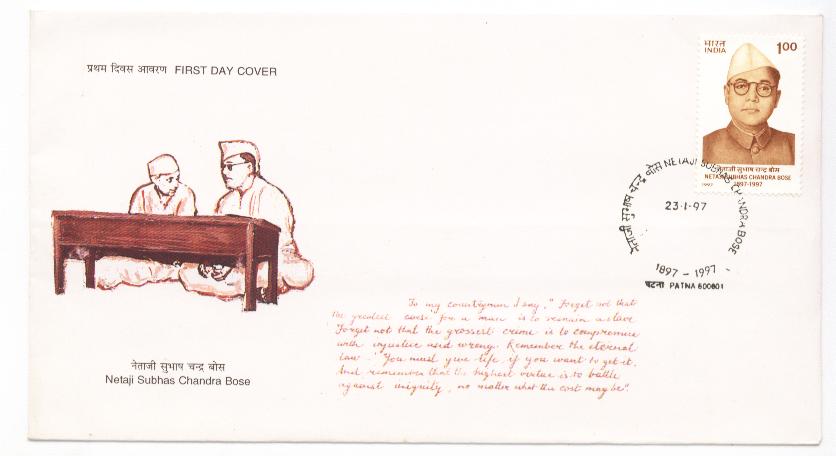 प्रथम दिवस आवरण FIRST DAY COVER
भारत
INDIA
1.00
नेताजी सुभाष चन्द्र बोस
NETAJI SUBHAS CHANDRA BOSE
1997 1897-1997
नेताजी सुभाष चन्द्र बोस NETAJI SUBHAS CHANDRA BOSE
23-1-97
1897 - 1997
पटना PATNA 800801
To my countrymen I say, "Forget not that
the greatest curse for a man is to remain a slave
Forget not that the grossest crime is to compromise
with injustice and wrong. Remember the eternal
law - 'You must give life, if you want to get it.
And remember that the highest virtue is to battle
against iniquity, no matter what the cost may be".
नेताजी सुभाष चन्द्र बोस
Netaji Subhas Chandra Bose